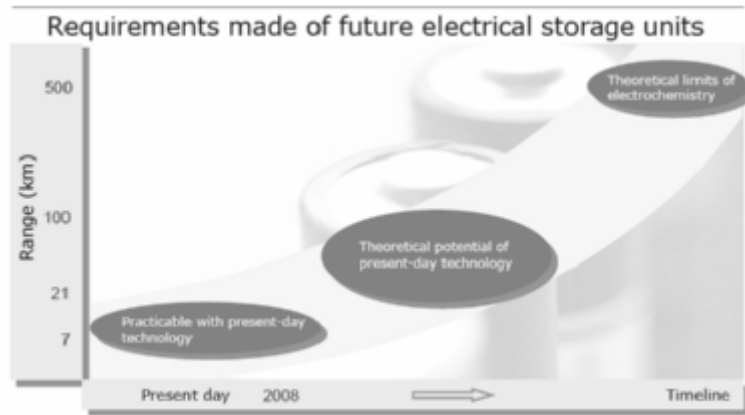 Requirements made of future electrical storage units
500
Theoretical limits of
electrochemistry
Range (km)
100
Theoretical potential of
present-day technology
21
Practicable with present-day
technology
7
Present day 2008 Timeline